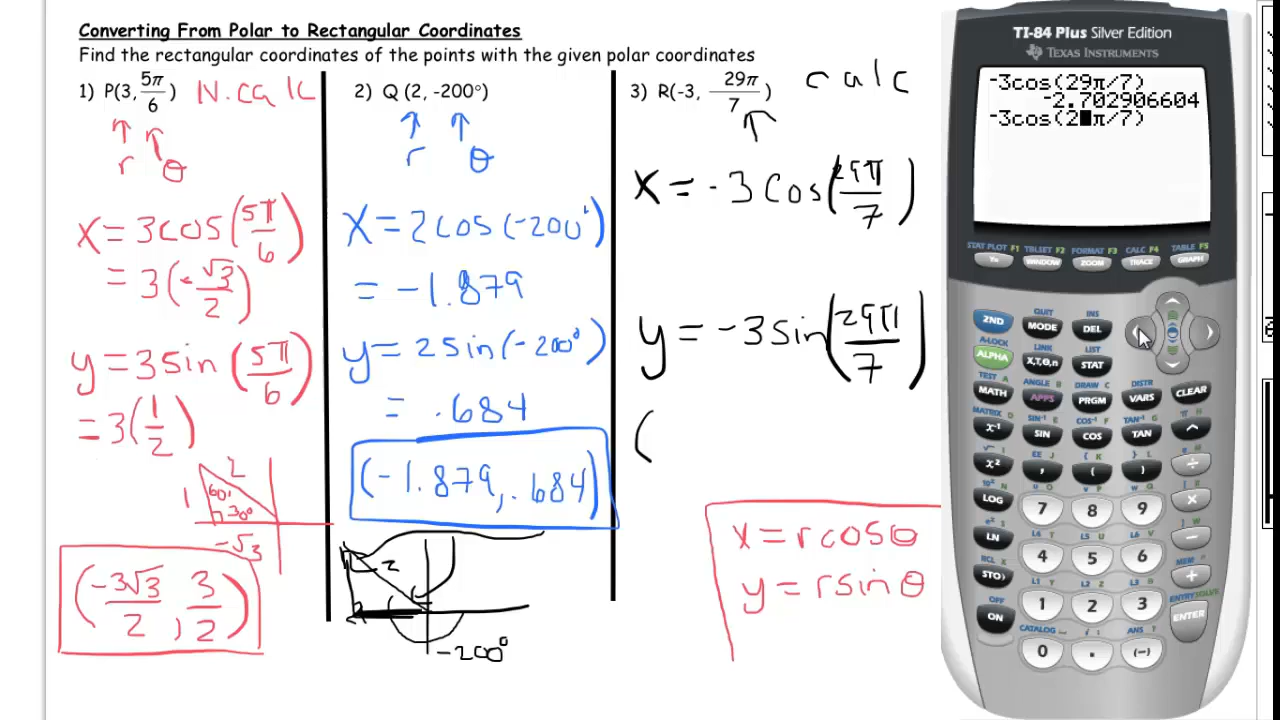 Converting From Polar to Rectangular Coordinates
Find the rectangular coordinates of the points with the given polar coordinates
1) P(3, 5π/6) N.calc
r θ
x = 3cos(5π/6)
= 3(-√3/2)
y = 3sin(5π/6)
= 3(1/2)
2
1 60° 30°
-√3
(-3√3/2, 3/2)
2) Q (2, -200°)
r θ
x = 2cos(-200°)
= -1.879
y = 2sin(-200°)
= .684
(-1.879, .684)
2
-200°
3) R(-3, 29π/7) calc
x = -3cos(29π/7)
y = -3sin(29π/7)
(
x = rcosθ
y = rsinθ
TI-84 Plus Silver Edition
TEXAS INSTRUMENTS
-3cos(29π/7)
-2.702906604
-3cos(2 π/7)
STAT PLOT F1 TBLSET F2 FORMAT F3 CALC F4 TABLE F5
Y= WINDOW ZOOM TRACE GRAPH
QUIT INS
2ND MODE DEL
A-LOCK LINK LIST
ALPHA X,T,θ,n STAT
TEST A ANGLE B DRAW C DISTR
MATH APPS PRGM VARS CLEAR
MATRIX D SIN⁻¹ E COS⁻¹ F TAN⁻¹ G π H
x⁻¹ SIN COS TAN ^
√ I EE J { K } L e M
x² , ( ) ÷
10ˣ N u O v P w Q [ R
LOG 7 8 9 ×
eˣ S L4 T L5 U L6 V ] W
LN 4 5 6 −
RCL X L1 Y L2 Z L3 θ MEM "
STO▸ 1 2 3 +
OFF CATALOG ⎵ i : ANS ? ENTRY SOLVE
ON 0 . (-) ENTER